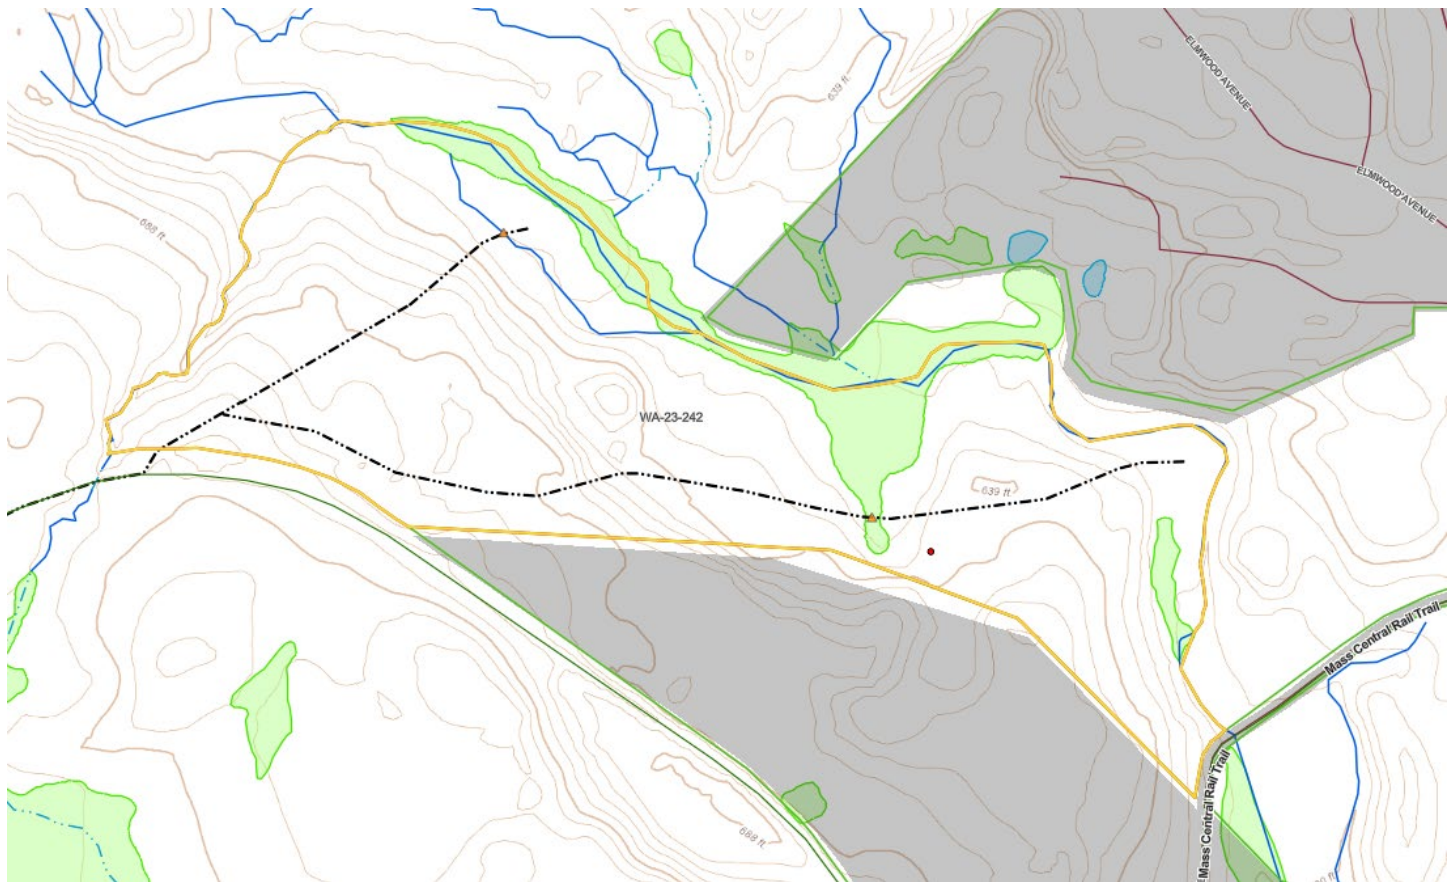 ELMWOOD AVENUE
639 ft
ELMWOOD AVENUE
688 ft
WA-23-242
639 ft
Mass Central Rail Trail
Mass Central Rail Trail
688 ft